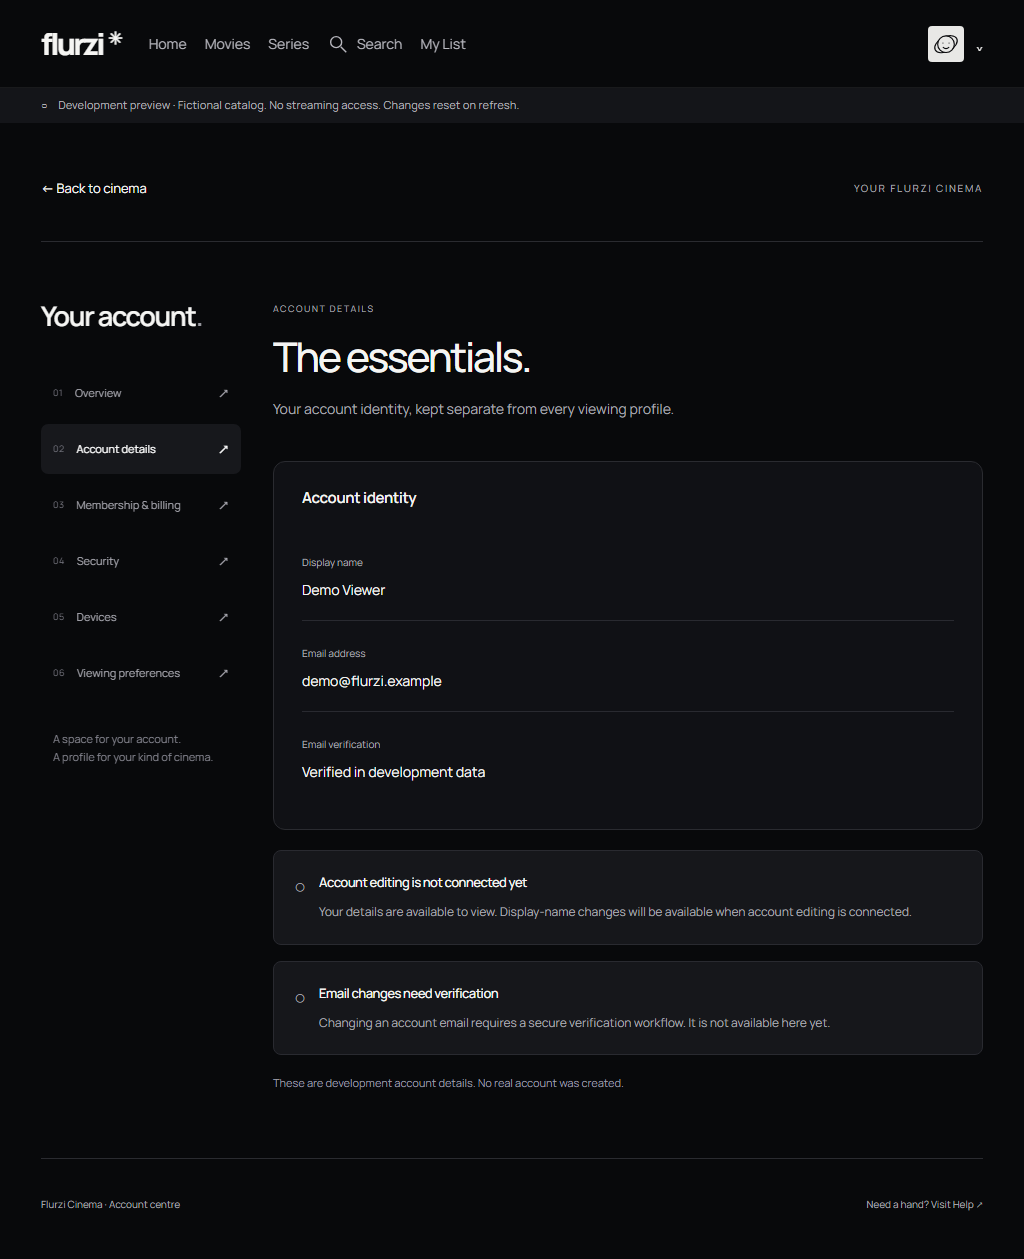 flurzi *
Home Movies Series Search My List
Development preview · Fictional catalog. No streaming access. Changes reset on refresh.
← Back to cinema
YOUR FLURZI CINEMA
Your account.
01 Overview ↗
02 Account details ↗
03 Membership & billing ↗
04 Security ↗
05 Devices ↗
06 Viewing preferences ↗
A space for your account.
A profile for your kind of cinema.
ACCOUNT DETAILS
The essentials.
Your account identity, kept separate from every viewing profile.
Account identity
Display name
Demo Viewer
Email address
demo@flurzi.example
Email verification
Verified in development data
Account editing is not connected yet
Your details are available to view. Display-name changes will be available when account editing is connected.
Email changes need verification
Changing an account email requires a secure verification workflow. It is not available here yet.
These are development account details. No real account was created.
Flurzi Cinema · Account centre
Need a hand? Visit Help ↗